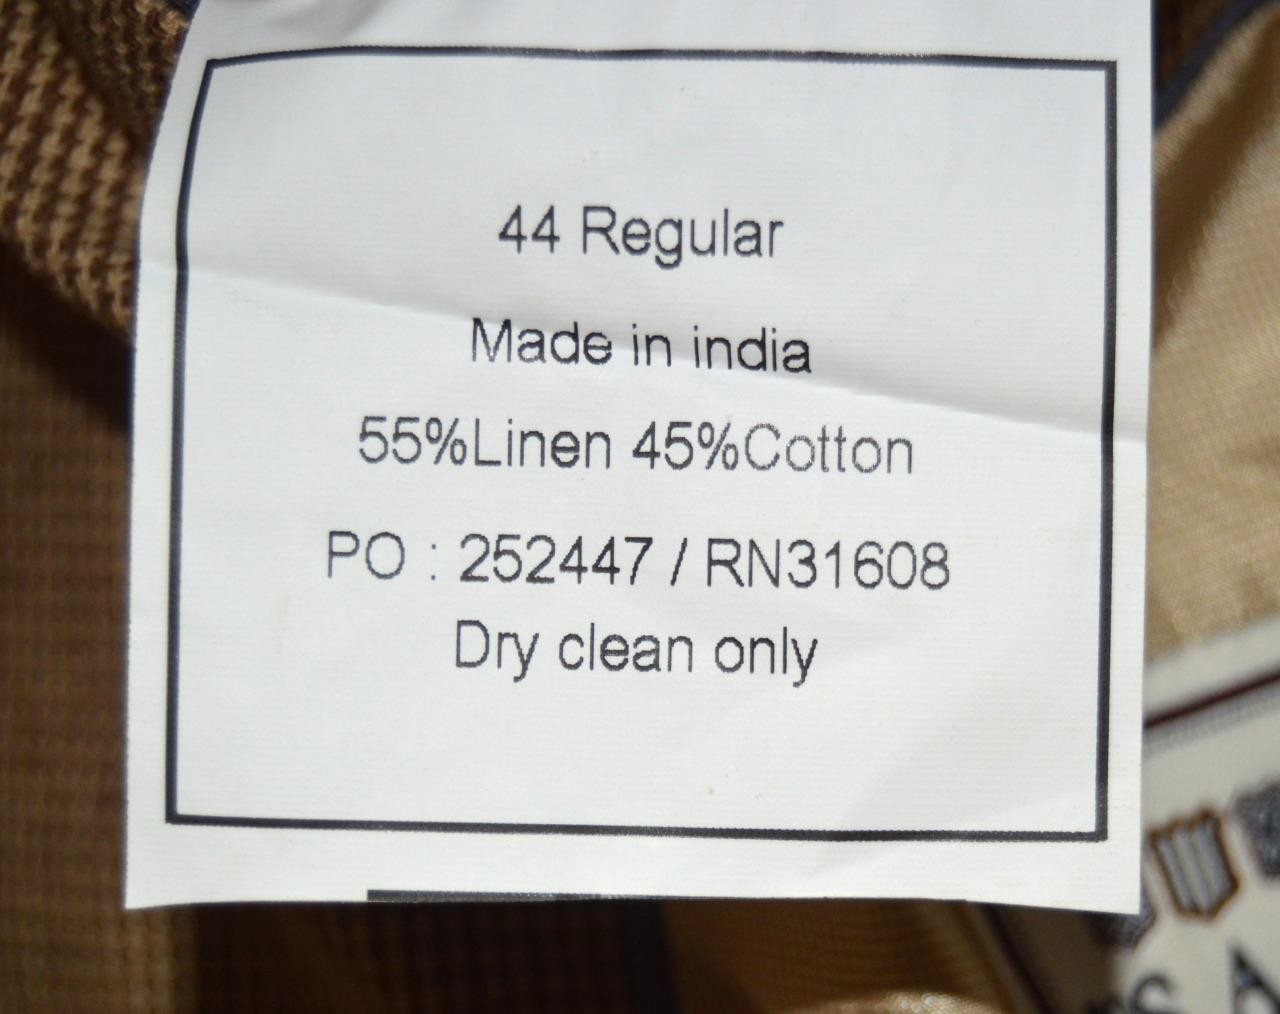 44 Regular
Made in india
55%Linen 45%Cotton
PO : 252447 / RN31608
Dry clean only